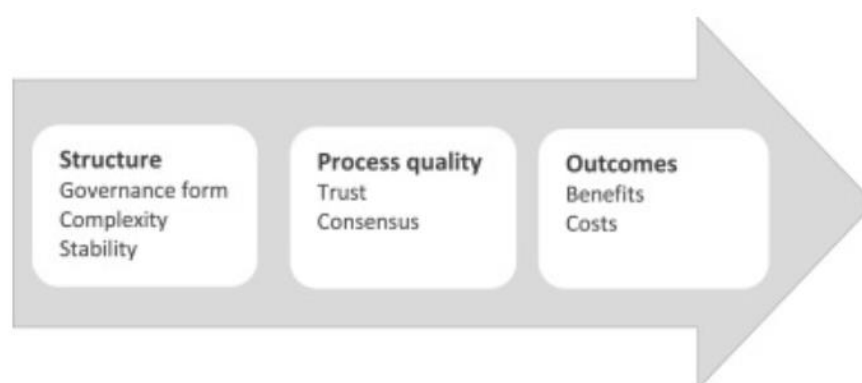 Structure
Governance form
Complexity
Stability
Process quality
Trust
Consensus
Outcomes
Benefits
Costs